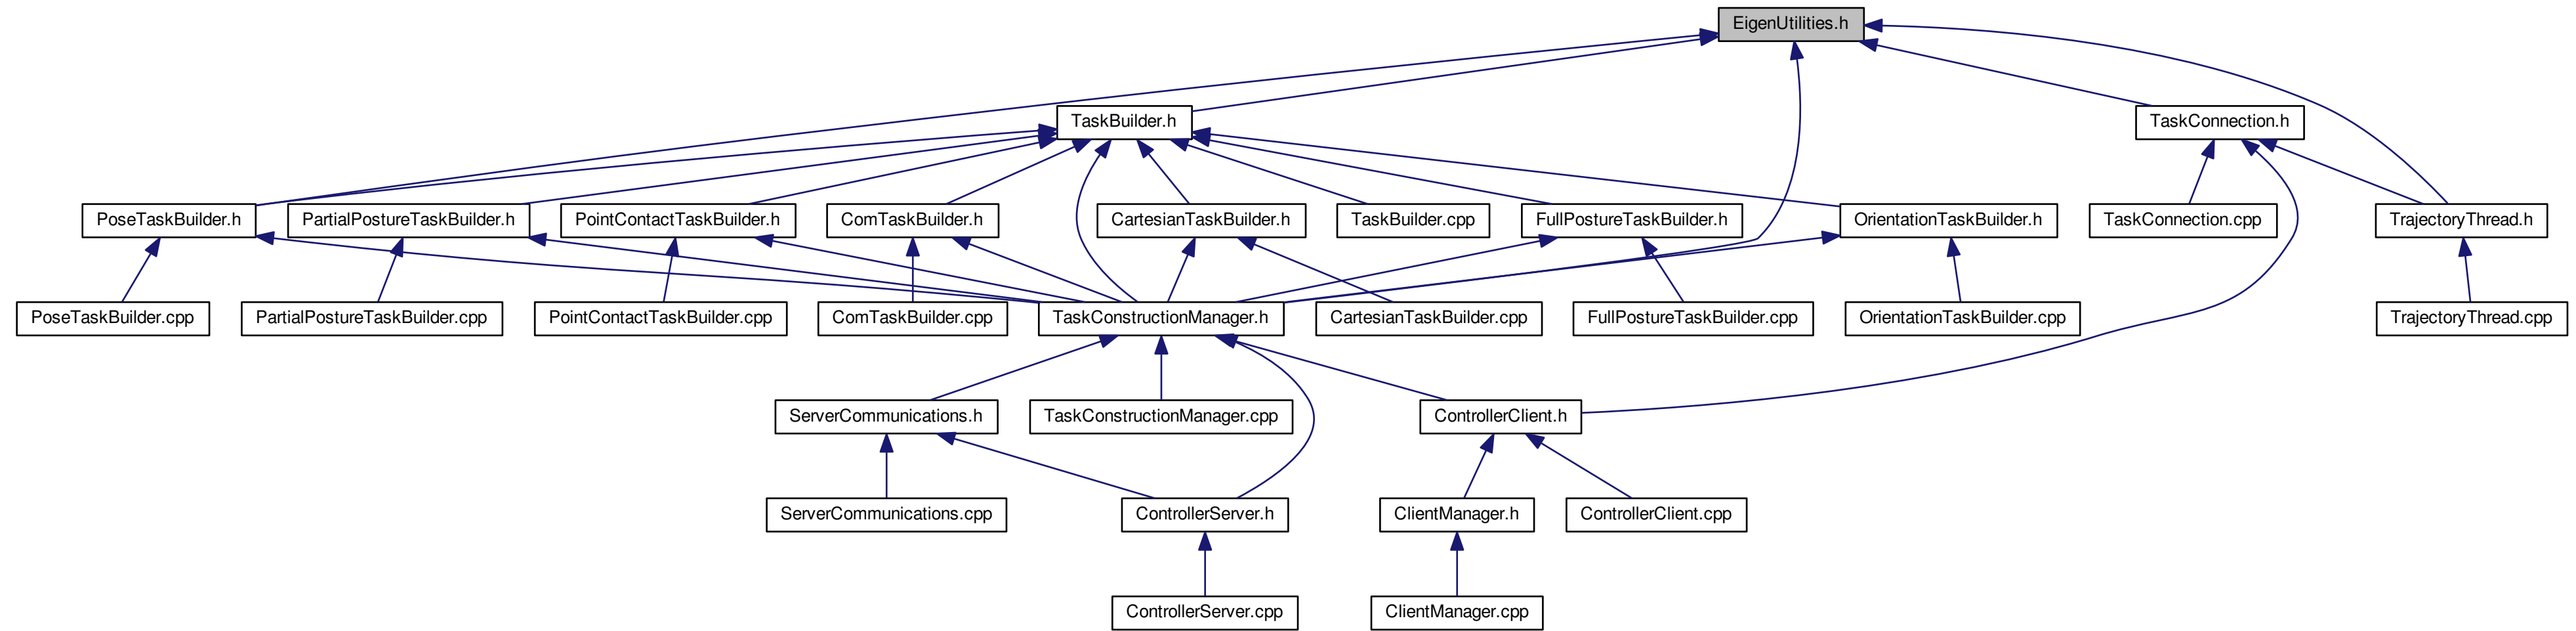 EigenUtilities.h
TaskBuilder.h
TaskConnection.h
PoseTaskBuilder.h
PartialPostureTaskBuilder.h
PointContactTaskBuilder.h
ComTaskBuilder.h
CartesianTaskBuilder.h
TaskBuilder.cpp
FullPostureTaskBuilder.h
OrientationTaskBuilder.h
TaskConnection.cpp
TrajectoryThread.h
PoseTaskBuilder.cpp
PartialPostureTaskBuilder.cpp
PointContactTaskBuilder.cpp
ComTaskBuilder.cpp
TaskConstructionManager.h
CartesianTaskBuilder.cpp
FullPostureTaskBuilder.cpp
OrientationTaskBuilder.cpp
TrajectoryThread.cpp
ServerCommunications.h
TaskConstructionManager.cpp
ControllerClient.h
ServerCommunications.cpp
ControllerServer.h
ClientManager.h
ControllerClient.cpp
ControllerServer.cpp
ClientManager.cpp